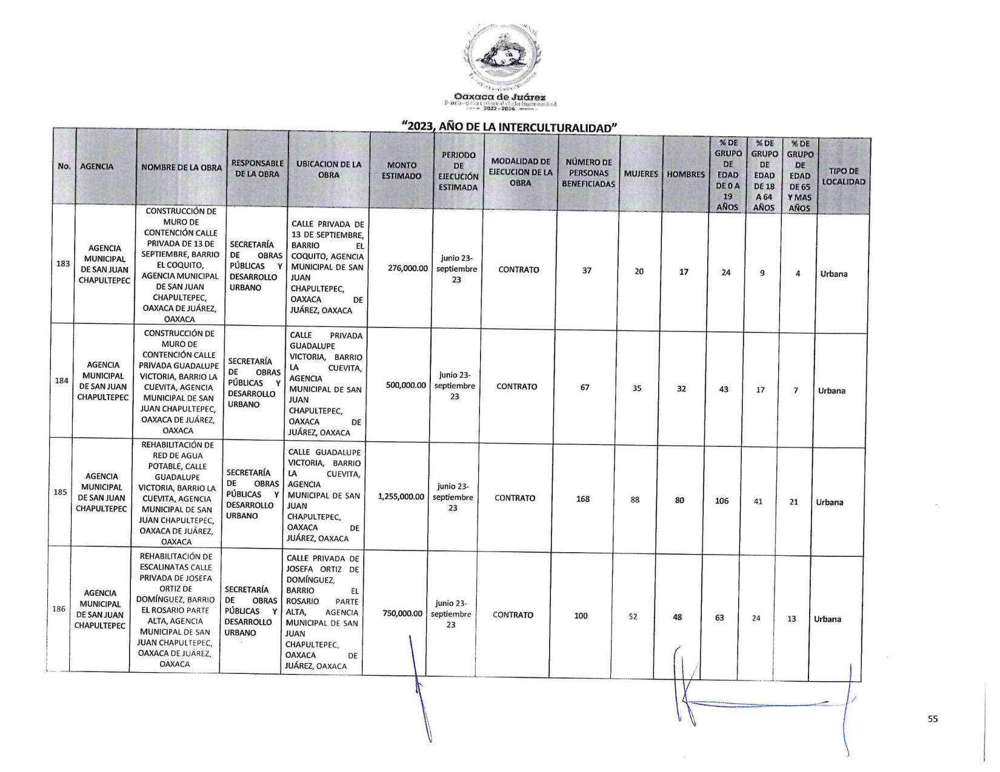 Oaxaca de Juárez
Patrimonio cultural de la humanidad
2022 - 2024
“2023, AÑO DE LA INTERCULTURALIDAD”
No.
AGENCIA
NOMBRE DE LA OBRA
RESPONSABLE
DE LA OBRA
UBICACION DE LA
OBRA
MONTO
ESTIMADO
PERIODO
DE
EJECUCIÓN
ESTIMADA
MODALIDAD DE
EJECUCION DE LA
OBRA
NÚMERO DE
PERSONAS
BENEFICIADAS
MUJERES
HOMBRES
% DE
GRUPO
DE
EDAD
DE 0 A
19
AÑOS
% DE
GRUPO
DE
EDAD
DE 18
A 64
AÑOS
% DE
GRUPO
DE
EDAD
DE 65
Y MAS
AÑOS
TIPO DE
LOCALIDAD
183
AGENCIA
MUNICIPAL
DE SAN JUAN
CHAPULTEPEC
CONSTRUCCIÓN DE
MURO DE
CONTENCIÓN CALLE
PRIVADA DE 13 DE
SEPTIEMBRE, BARRIO
EL COQUITO,
AGENCIA MUNICIPAL
DE SAN JUAN
CHAPULTEPEC,
OAXACA DE JUÁREZ,
OAXACA
SECRETARÍA
DE OBRAS
PÚBLICAS Y
DESARROLLO
URBANO
CALLE PRIVADA DE
13 DE SEPTIEMBRE,
BARRIO EL
COQUITO, AGENCIA
MUNICIPAL DE SAN
JUAN
CHAPULTEPEC,
OAXACA DE
JUÁREZ, OAXACA
276,000.00
junio 23-
septiembre
23
CONTRATO
37
20
17
24
9
4
Urbana
184
AGENCIA
MUNICIPAL
DE SAN JUAN
CHAPULTEPEC
CONSTRUCCIÓN DE
MURO DE
CONTENCIÓN CALLE
PRIVADA GUADALUPE
VICTORIA, BARRIO LA
CUEVITA, AGENCIA
MUNICIPAL DE SAN
JUAN CHAPULTEPEC,
OAXACA DE JUÁREZ,
OAXACA
SECRETARÍA
DE OBRAS
PÚBLICAS Y
DESARROLLO
URBANO
CALLE PRIVADA
GUADALUPE
VICTORIA, BARRIO
LA CUEVITA,
AGENCIA
MUNICIPAL DE SAN
JUAN
CHAPULTEPEC,
OAXACA DE
JUÁREZ, OAXACA
500,000.00
junio 23-
septiembre
23
CONTRATO
67
35
32
43
17
7
Urbana
185
AGENCIA
MUNICIPAL
DE SAN JUAN
CHAPULTEPEC
REHABILITACIÓN DE
RED DE AGUA
POTABLE, CALLE
GUADALUPE
VICTORIA, BARRIO LA
CUEVITA, AGENCIA
MUNICIPAL DE SAN
JUAN CHAPULTEPEC,
OAXACA DE JUÁREZ,
OAXACA
SECRETARÍA
DE OBRAS
PÚBLICAS Y
DESARROLLO
URBANO
CALLE GUADALUPE
VICTORIA, BARRIO
LA CUEVITA,
AGENCIA
MUNICIPAL DE SAN
JUAN
CHAPULTEPEC,
OAXACA DE
JUÁREZ, OAXACA
1,255,000.00
junio 23-
septiembre
23
CONTRATO
168
88
80
106
41
21
Urbana
186
AGENCIA
MUNICIPAL
DE SAN JUAN
CHAPULTEPEC
REHABILITACIÓN DE
ESCALINATAS CALLE
PRIVADA DE JOSEFA
ORTIZ DE
DOMÍNGUEZ, BARRIO
EL ROSARIO PARTE
ALTA, AGENCIA
MUNICIPAL DE SAN
JUAN CHAPULTEPEC,
OAXACA DE JUÁREZ,
OAXACA
SECRETARÍA
DE OBRAS
PÚBLICAS Y
DESARROLLO
URBANO
CALLE PRIVADA DE
JOSEFA ORTIZ DE
DOMÍNGUEZ,
BARRIO EL
ROSARIO PARTE
ALTA, AGENCIA
MUNICIPAL DE SAN
JUAN
CHAPULTEPEC,
OAXACA DE
JUÁREZ, OAXACA
750,000.00
junio 23-
septiembre
23
CONTRATO
100
52
48
63
24
13
Urbana
55